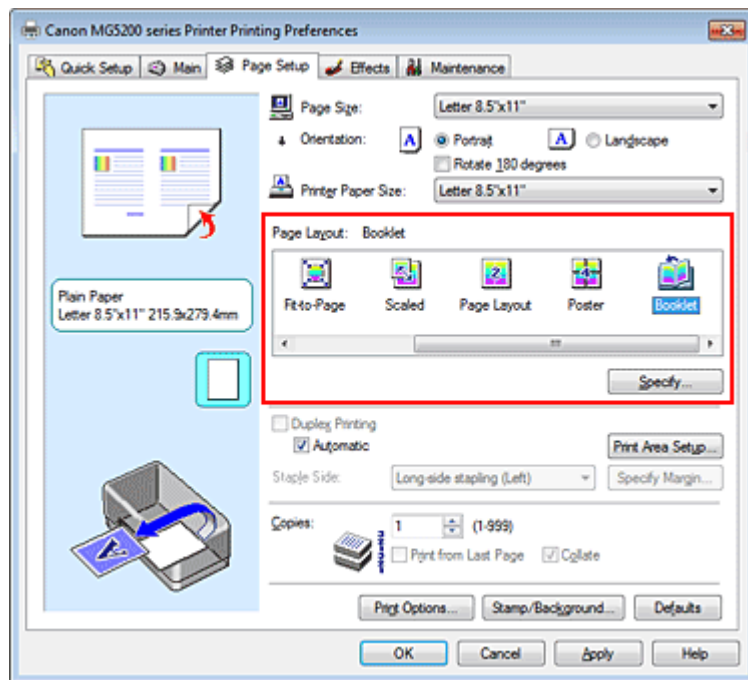 Canon MG5200 series Printer Printing Preferences
Quick Setup Main Page Setup Effects Maintenance
Page Size: Letter 8.5"x11"
Orientation: A Portrait A Landscape
Rotate 180 degrees
Printer Paper Size: Letter 8.5"x11"
Page Layout: Booklet
Fit-to-Page Scaled Page Layout Poster Booklet
Plain Paper
Letter 8.5"x11" 215.9x279.4mm
Specify...
Duplex Printing
Automatic Print Area Setup...
Staple Side: Long-side stapling (Left) Specify Margin...
Copies: 1 (1-999)
Print from Last Page Collate
Print Options... Stamp/Background... Defaults
OK Cancel Apply Help